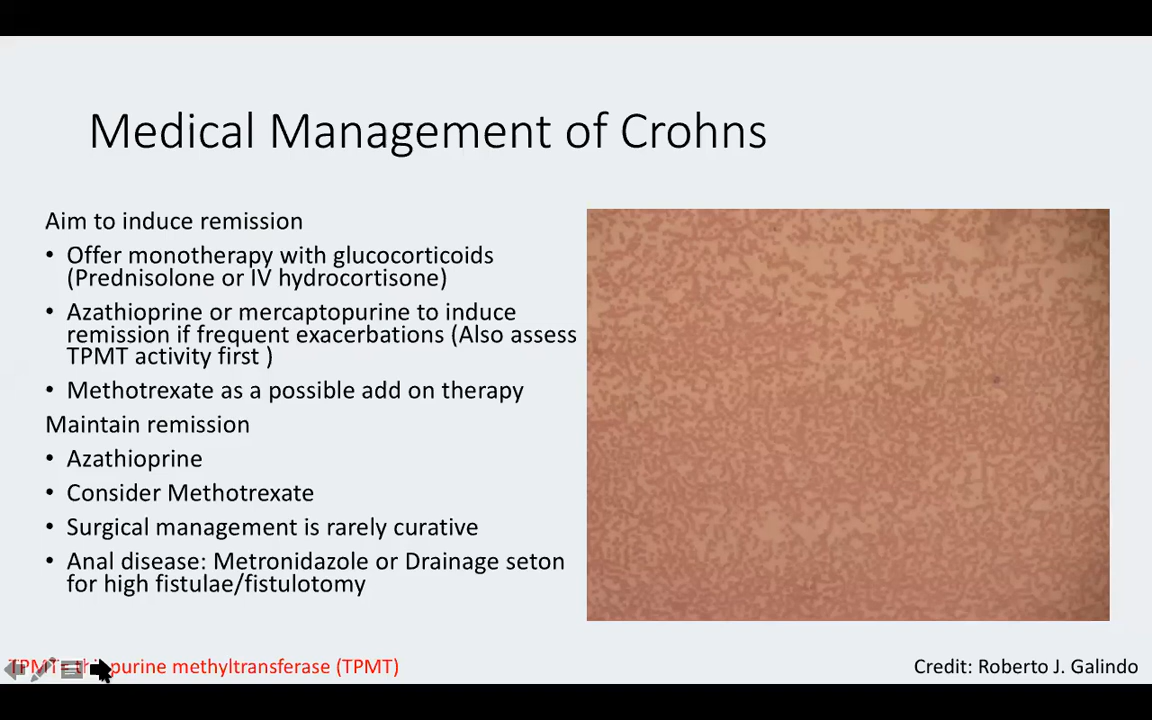 Medical Management of Crohns
Aim to induce remission
• Offer monotherapy with glucocorticoids
(Prednisolone or IV hydrocortisone)
• Azathioprine or mercaptopurine to induce
remission if frequent exacerbations (Also assess
TPMT activity first )
• Methotrexate as a possible add on therapy
Maintain remission
• Azathioprine
• Consider Methotrexate
• Surgical management is rarely curative
• Anal disease: Metronidazole or Drainage seton
for high fistulae/fistulotomy
TPMT= thiopurine methyltransferase (TPMT)
Credit: Roberto J. Galindo